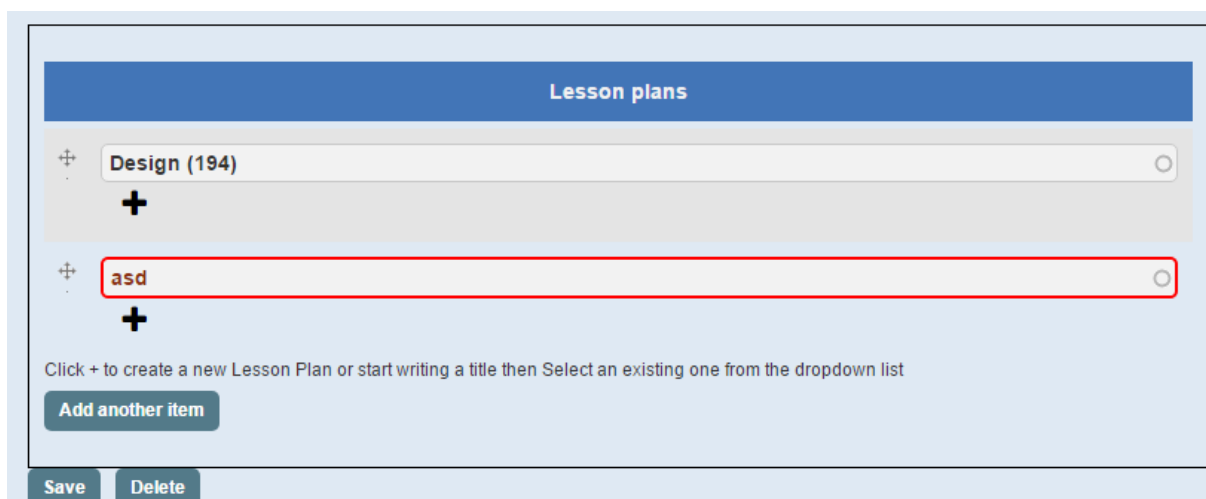 Lesson plans
Design (194)
asd
Click + to create a new Lesson Plan or start writing a title then Select an existing one from the dropdown list
Add another item
Save Delete